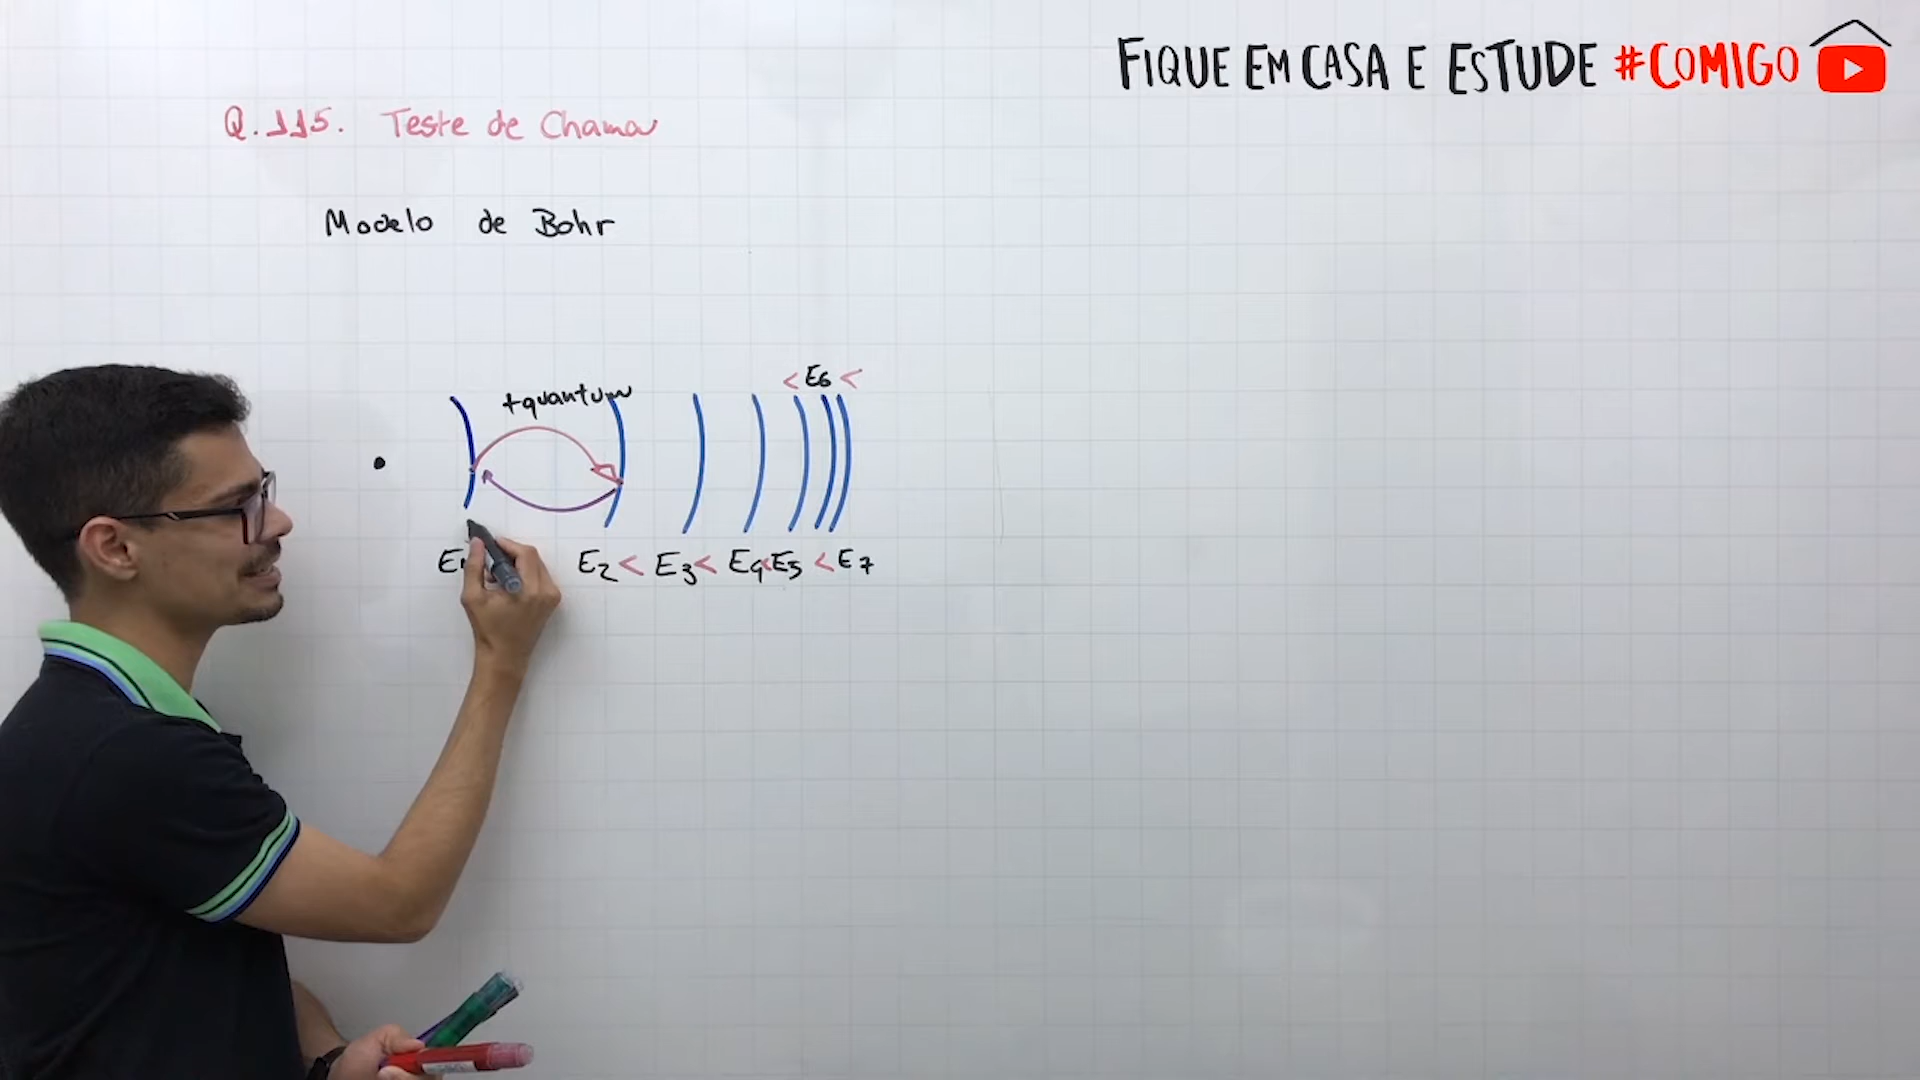 FIQUE EM CASA E ESTUDE #COMIGO
Q.115. Teste de Chama
Modelo de Bohr
< E6 <
+quantum
E2 < E3 < E4 < E5 < E7